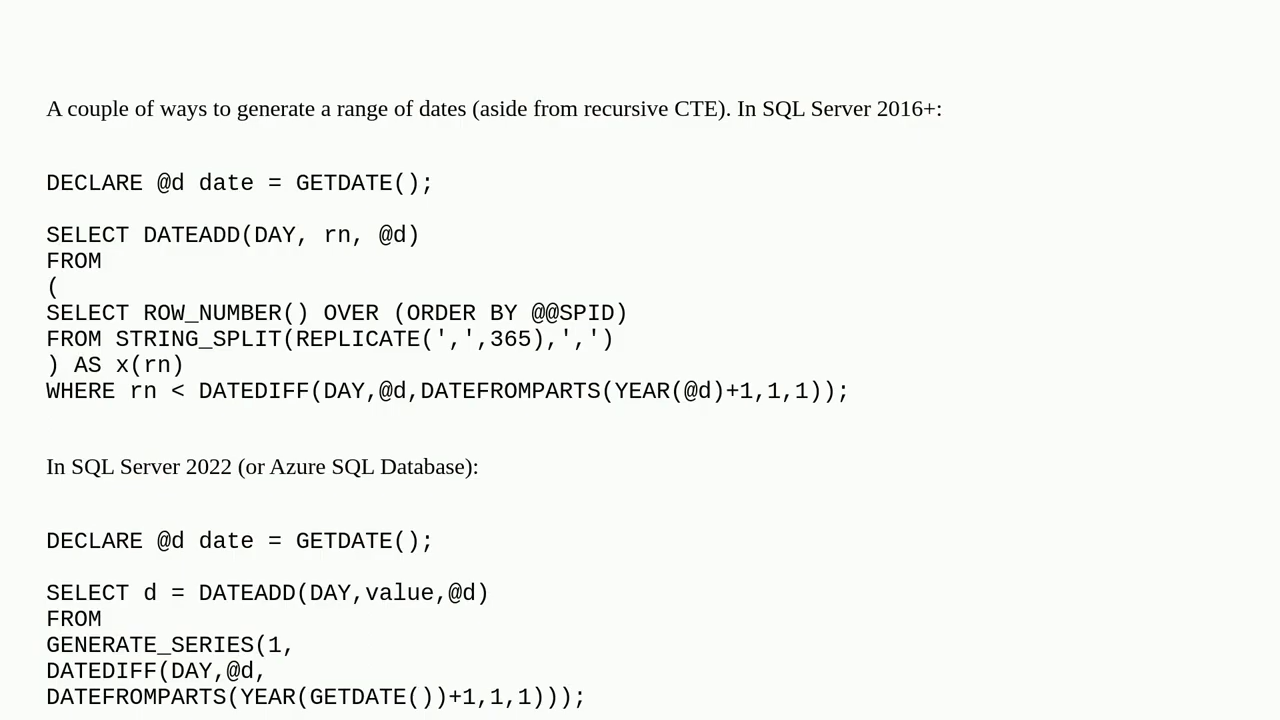 A couple of ways to generate a range of dates (aside from recursive CTE). In SQL Server 2016+:
DECLARE @d date = GETDATE();
SELECT DATEADD(DAY, rn, @d)
FROM
(
SELECT ROW_NUMBER() OVER (ORDER BY @@SPID)
FROM STRING_SPLIT(REPLICATE(',',365),',')
) AS x(rn)
WHERE rn < DATEDIFF(DAY,@d,DATEFROMPARTS(YEAR(@d)+1,1,1));
In SQL Server 2022 (or Azure SQL Database):
DECLARE @d date = GETDATE();
SELECT d = DATEADD(DAY,value,@d)
FROM
GENERATE_SERIES(1,
DATEDIFF(DAY,@d,
DATEFROMPARTS(YEAR(GETDATE())+1,1,1)));